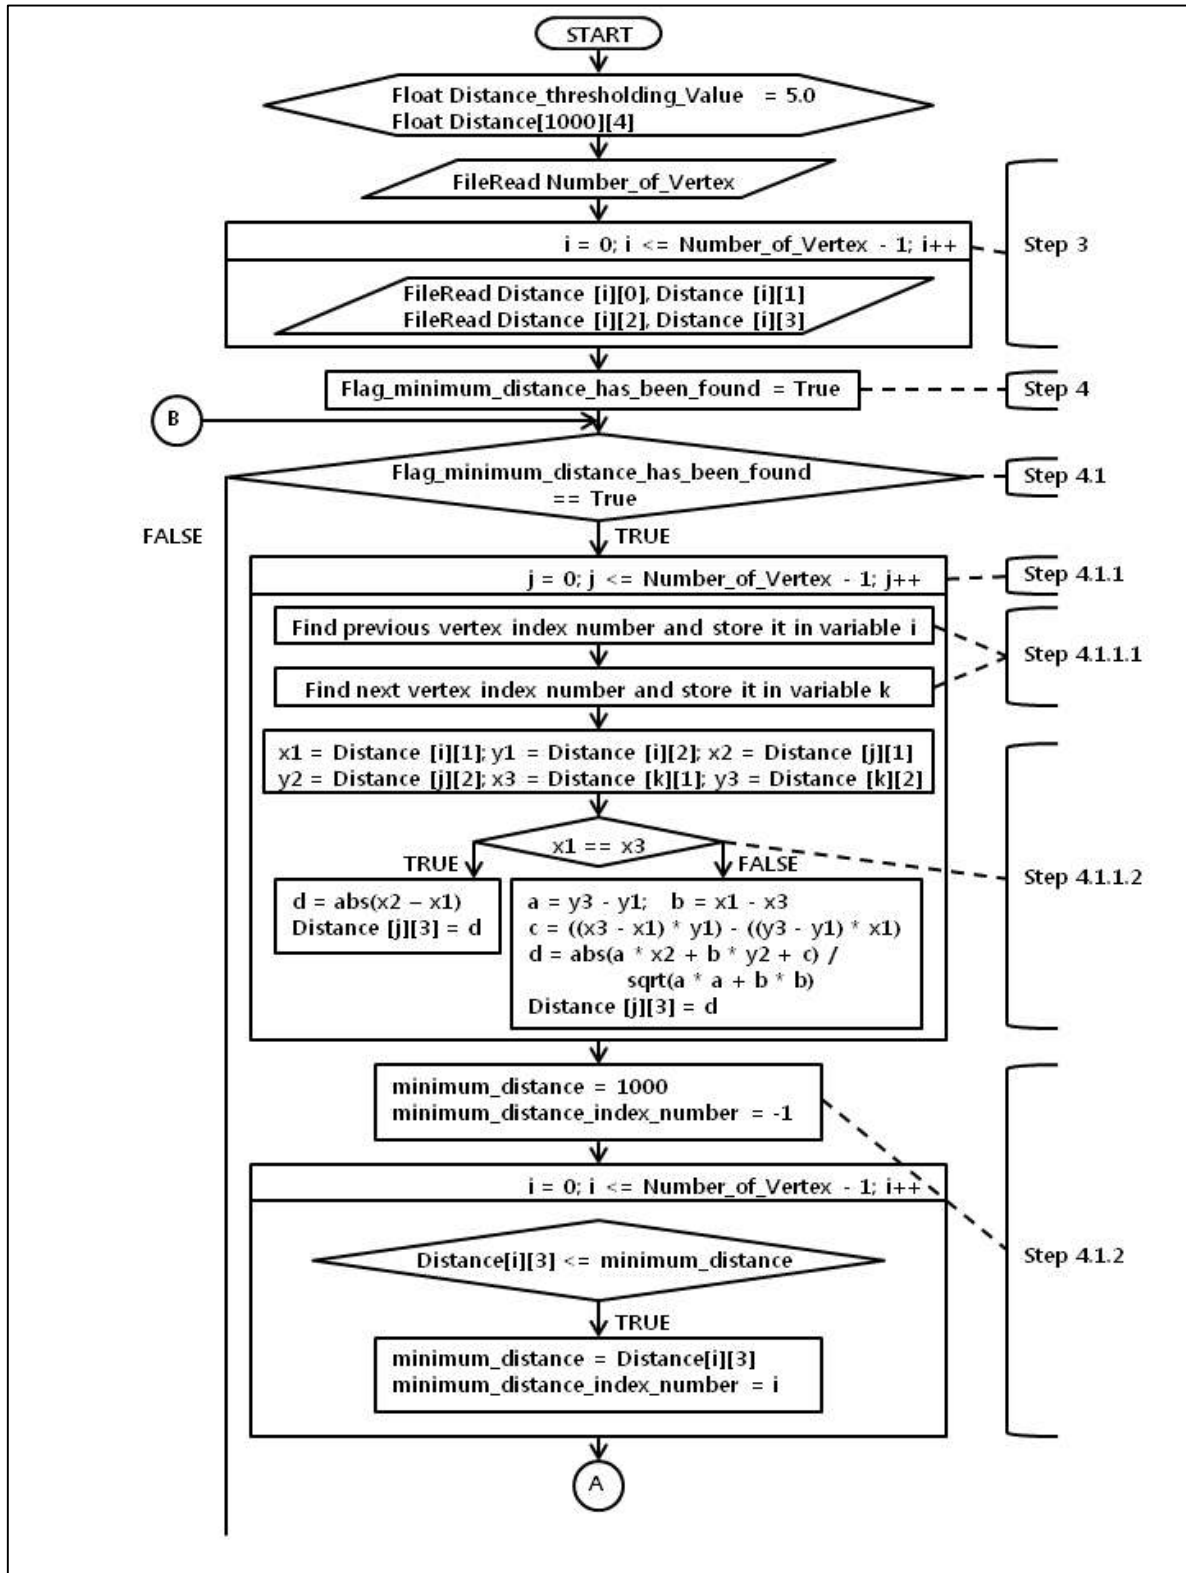 START
Float Distance_thresholding_Value = 5.0
Float Distance[1000][4]
FileRead Number_of_Vertex
i = 0; i <= Number_of_Vertex - 1; i++
Step 3
FileRead Distance [i][0], Distance [i][1]
FileRead Distance [i][2], Distance [i][3]
Flag_minimum_distance_has_been_found = True
Step 4
B
Flag_minimum_distance_has_been_found
== True
Step 4.1
FALSE
TRUE
j = 0; j <= Number_of_Vertex - 1; j++
Step 4.1.1
Find previous vertex index number and store it in variable i
Step 4.1.1.1
Find next vertex index number and store it in variable k
x1 = Distance [i][1]; y1 = Distance [i][2]; x2 = Distance [j][1]
y2 = Distance [j][2]; x3 = Distance [k][1]; y3 = Distance [k][2]
x1 == x3
TRUE
FALSE
Step 4.1.1.2
d = abs(x2 – x1)
Distance [j][3] = d
a = y3 - y1; b = x1 - x3
c = ((x3 - x1) * y1) - ((y3 - y1) * x1)
d = abs(a * x2 + b * y2 + c) /
sqrt(a * a + b * b)
Distance [j][3] = d
minimum_distance = 1000
minimum_distance_index_number = -1
i = 0; i <= Number_of_Vertex - 1; i++
Distance[i][3] <= minimum_distance
Step 4.1.2
TRUE
minimum_distance = Distance[i][3]
minimum_distance_index_number = i
A